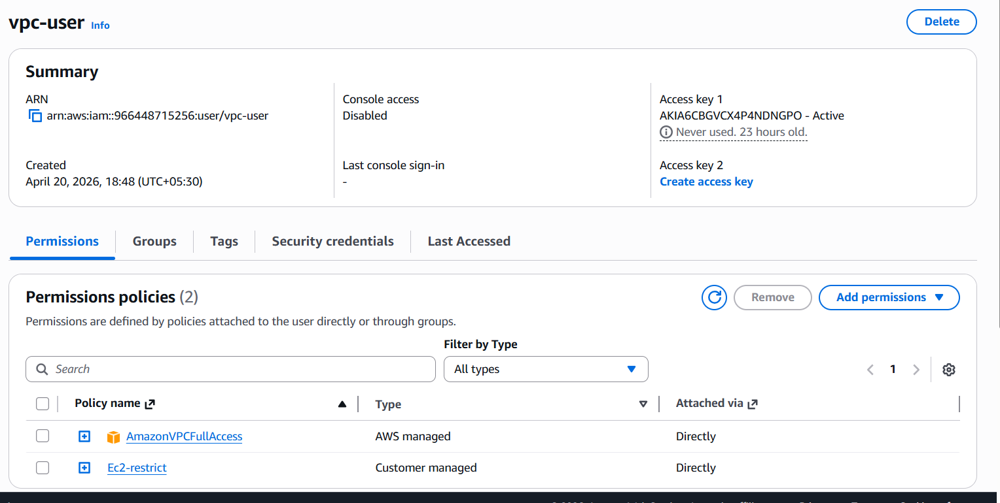 vpc-user Info
Delete
Summary
ARN
arn:aws:iam::966448715256:user/vpc-user
Created
April 20, 2026, 18:48 (UTC+05:30)
Console access
Disabled
Last console sign-in
-
Access key 1
AKIA6CBGVCX4P4NDNGPO - Active
Never used. 23 hours old.
Access key 2
Create access key
Permissions Groups Tags Security credentials Last Accessed
Permissions policies (2)
Remove
Add permissions
Permissions are defined by policies attached to the user directly or through groups.
Filter by Type
Search
All types
1
Policy name Type Attached via
AmazonVPCFullAccess AWS managed Directly
Ec2-restrict Customer managed Directly